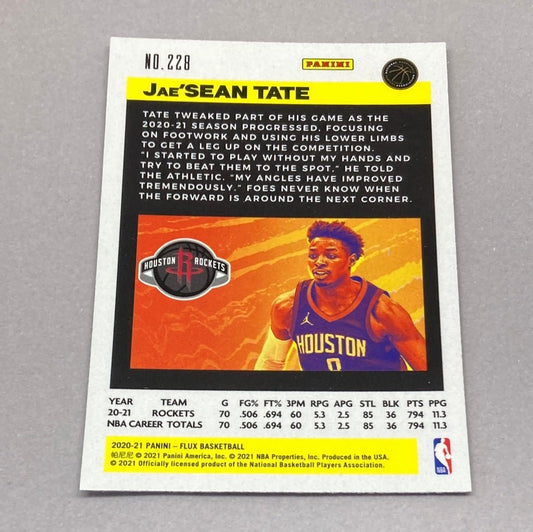 NO. 228
PANINI
JAE'SEAN TATE
TATE TWEAKED PART OF HIS GAME AS THE
2020-21 SEASON PROGRESSED, FOCUSING
ON FOOTWORK AND USING HIS LOWER LIMBS
TO GET A LEG UP ON THE COMPETITION.
"I STARTED TO PLAY WITHOUT MY HANDS AND
TRY TO BEAT THEM TO THE SPOT," HE TOLD
THE ATHLETIC. "MY ANGLES HAVE IMPROVED
TREMENDOUSLY." FOES NEVER KNOW WHEN
THE FORWARD IS AROUND THE NEXT CORNER.
HOUSTON R ROCKETS
HOUSTON
YEAR TEAM G FG% FT% 3PM RPG APG STL BLK PTS PPG
20-21 ROCKETS 70 .506 .694 60 5.3 2.5 85 36 794 11.3
NBA CAREER TOTALS 70 .506 .694 60 5.3 2.5 85 36 794 11.3
2020-21 PANINI – FLUX BASKETBALL
帕尼尼 © 2021 Panini America, Inc. © 2021 NBA Properties, Inc. Produced in the USA.
© 2021 Officially licensed product of the National Basketball Players Association.
NBA